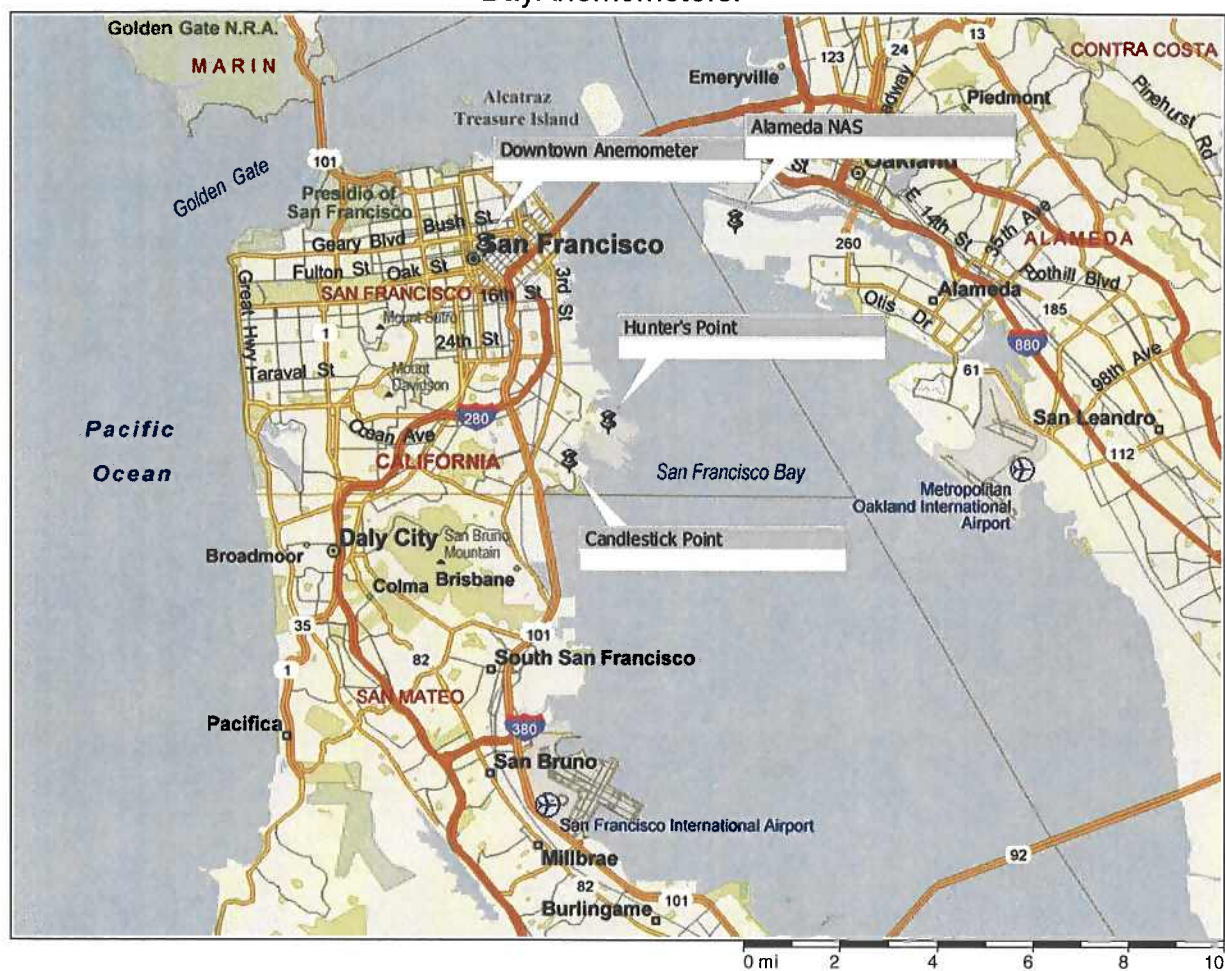 Bay Anemometers.
Golden Gate N.R.A.
MARIN
Alcatraz
Treasure Island
Emeryville
123
24
13
CONTRA COSTA
Pinehurst Rd
Piedmont
Alameda NAS
Downtown Anemometer
101
Golden Gate
Presidio of
San Francisco
Bush St
Geary Blvd
San Francisco
Fulton St
Oak St
SAN FRANCISCO
16th St
3rd St
Great Hwy
Mount Sutro
1
24th St
Taraval St
Mount
Davidson
St
Oakland
E 14th St
35th Ave
ALAMEDA
260
Foothill Blvd
Alameda
Otis Dr
185
880
98th Ave
61
San Leandro
112
Hunter's Point
280
Ocean Ave
CALIFORNIA
Pacific
Ocean
San Francisco Bay
Metropolitan
Oakland International
Airport
Candlestick Point
Daly City
San Bruno
Mountain
Broadmoor
Colma
Brisbane
35
101
1
82
South San Francisco
SAN MATEO
Pacifica
380
San Bruno
San Francisco International Airport
Millbrae
82
101
Burlingame
92
0 mi 2 4 6 8 10